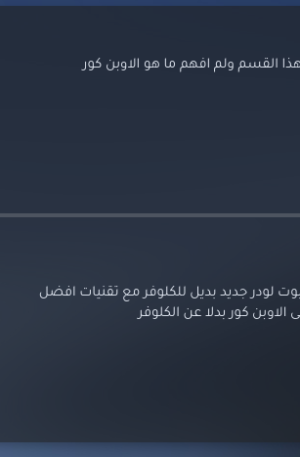 هذا القسم ولم افهم ما هو الاوبن كور
لودر جديد بديل للكلوفر مع تقنيات افضل
الاوبن كور بدلا عن الكلوفر